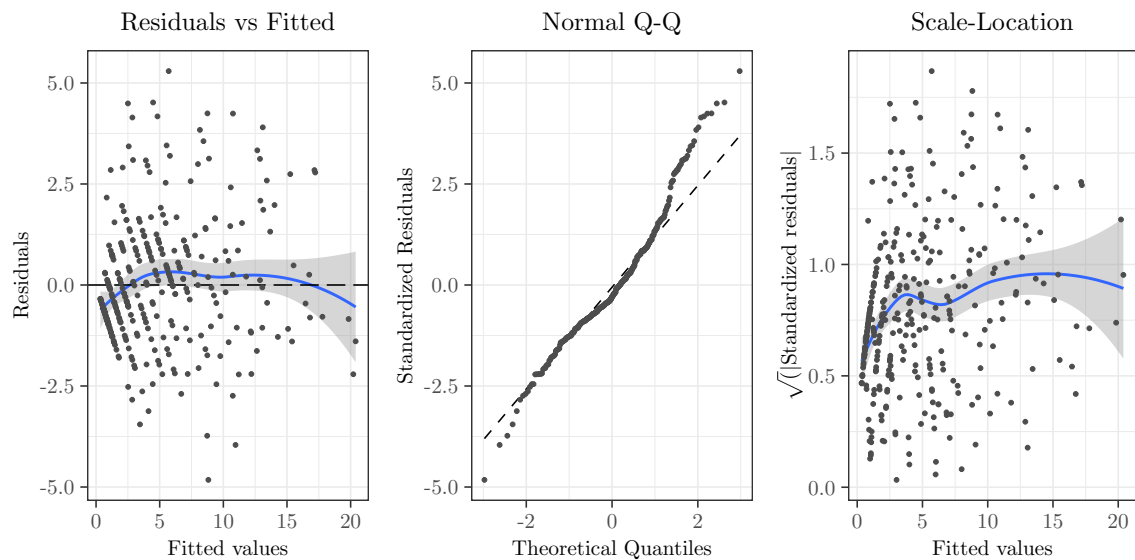 Residuals vs Fitted
Residuals
5.0
2.5
0.0
-2.5
-5.0
0 5 10 15 20
Fitted values
Normal Q-Q
Standardized Residuals
5.0
2.5
0.0
-2.5
-5.0
-2 0 2
Theoretical Quantiles
Scale-Location
√(|Standardized residuals|
1.5
1.0
0.5
0.0
0 5 10 15 20
Fitted values